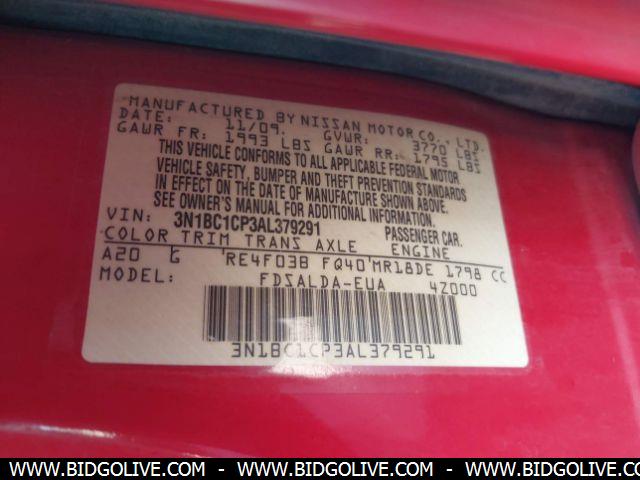 MANUFACTURED BY NISSAN MOTOR CO., LTD.
DATE: 11/09. GVWR: 3770 LBS
GAWR FR: 1993 LBS GAWR RR: 1795 LBS
THIS VEHICLE CONFORMS TO ALL APPLICABLE FEDERAL MOTOR
VEHICLE SAFETY, BUMPER AND THEFT PREVENTION STANDARDS
IN EFFECT ON THE DATE OF MANUFACTURE SHOWN ABOVE.
SEE OWNER'S MANUAL FOR ADDITIONAL INFORMATION.
VIN: 3N1BC1CP3AL379291 PASSENGER CAR.
COLOR TRIM TRANS AXLE ENGINE
A20 G RE4F03B FQ40 MR18DE 1798 CC
MODEL: FDSALDA-EUA 4Z000
3N1BC1CP3AL379291
WWW.BIDGOLIVE.COM - WWW.BIDGOLIVE.COM - WWW.BIDGOLIVE.COM